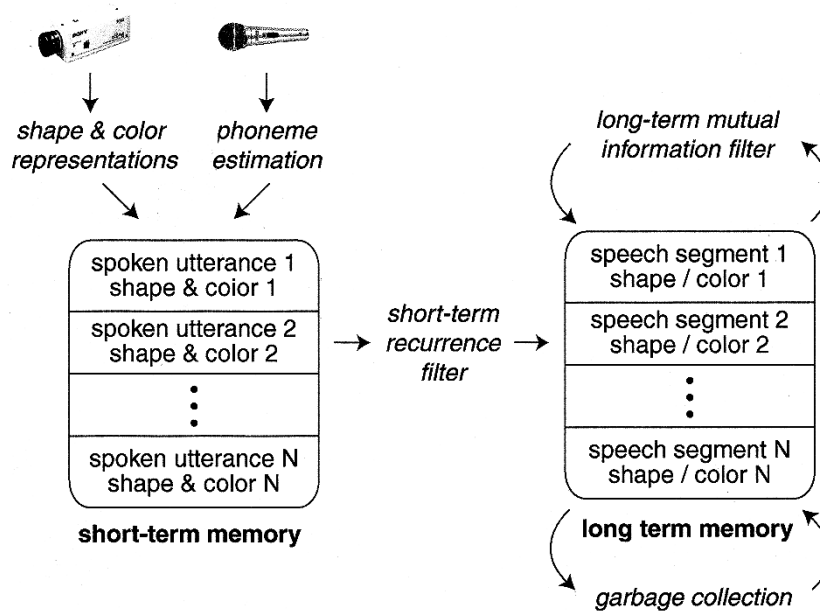 SONY
shape & color
representations
phoneme
estimation
spoken utterance 1
shape & color 1
spoken utterance 2
shape & color 2
spoken utterance N
shape & color N
short-term memory
short-term
recurrence
filter
long-term mutual
information filter
speech segment 1
shape / color 1
speech segment 2
shape / color 2
speech segment N
shape / color N
long term memory
garbage collection